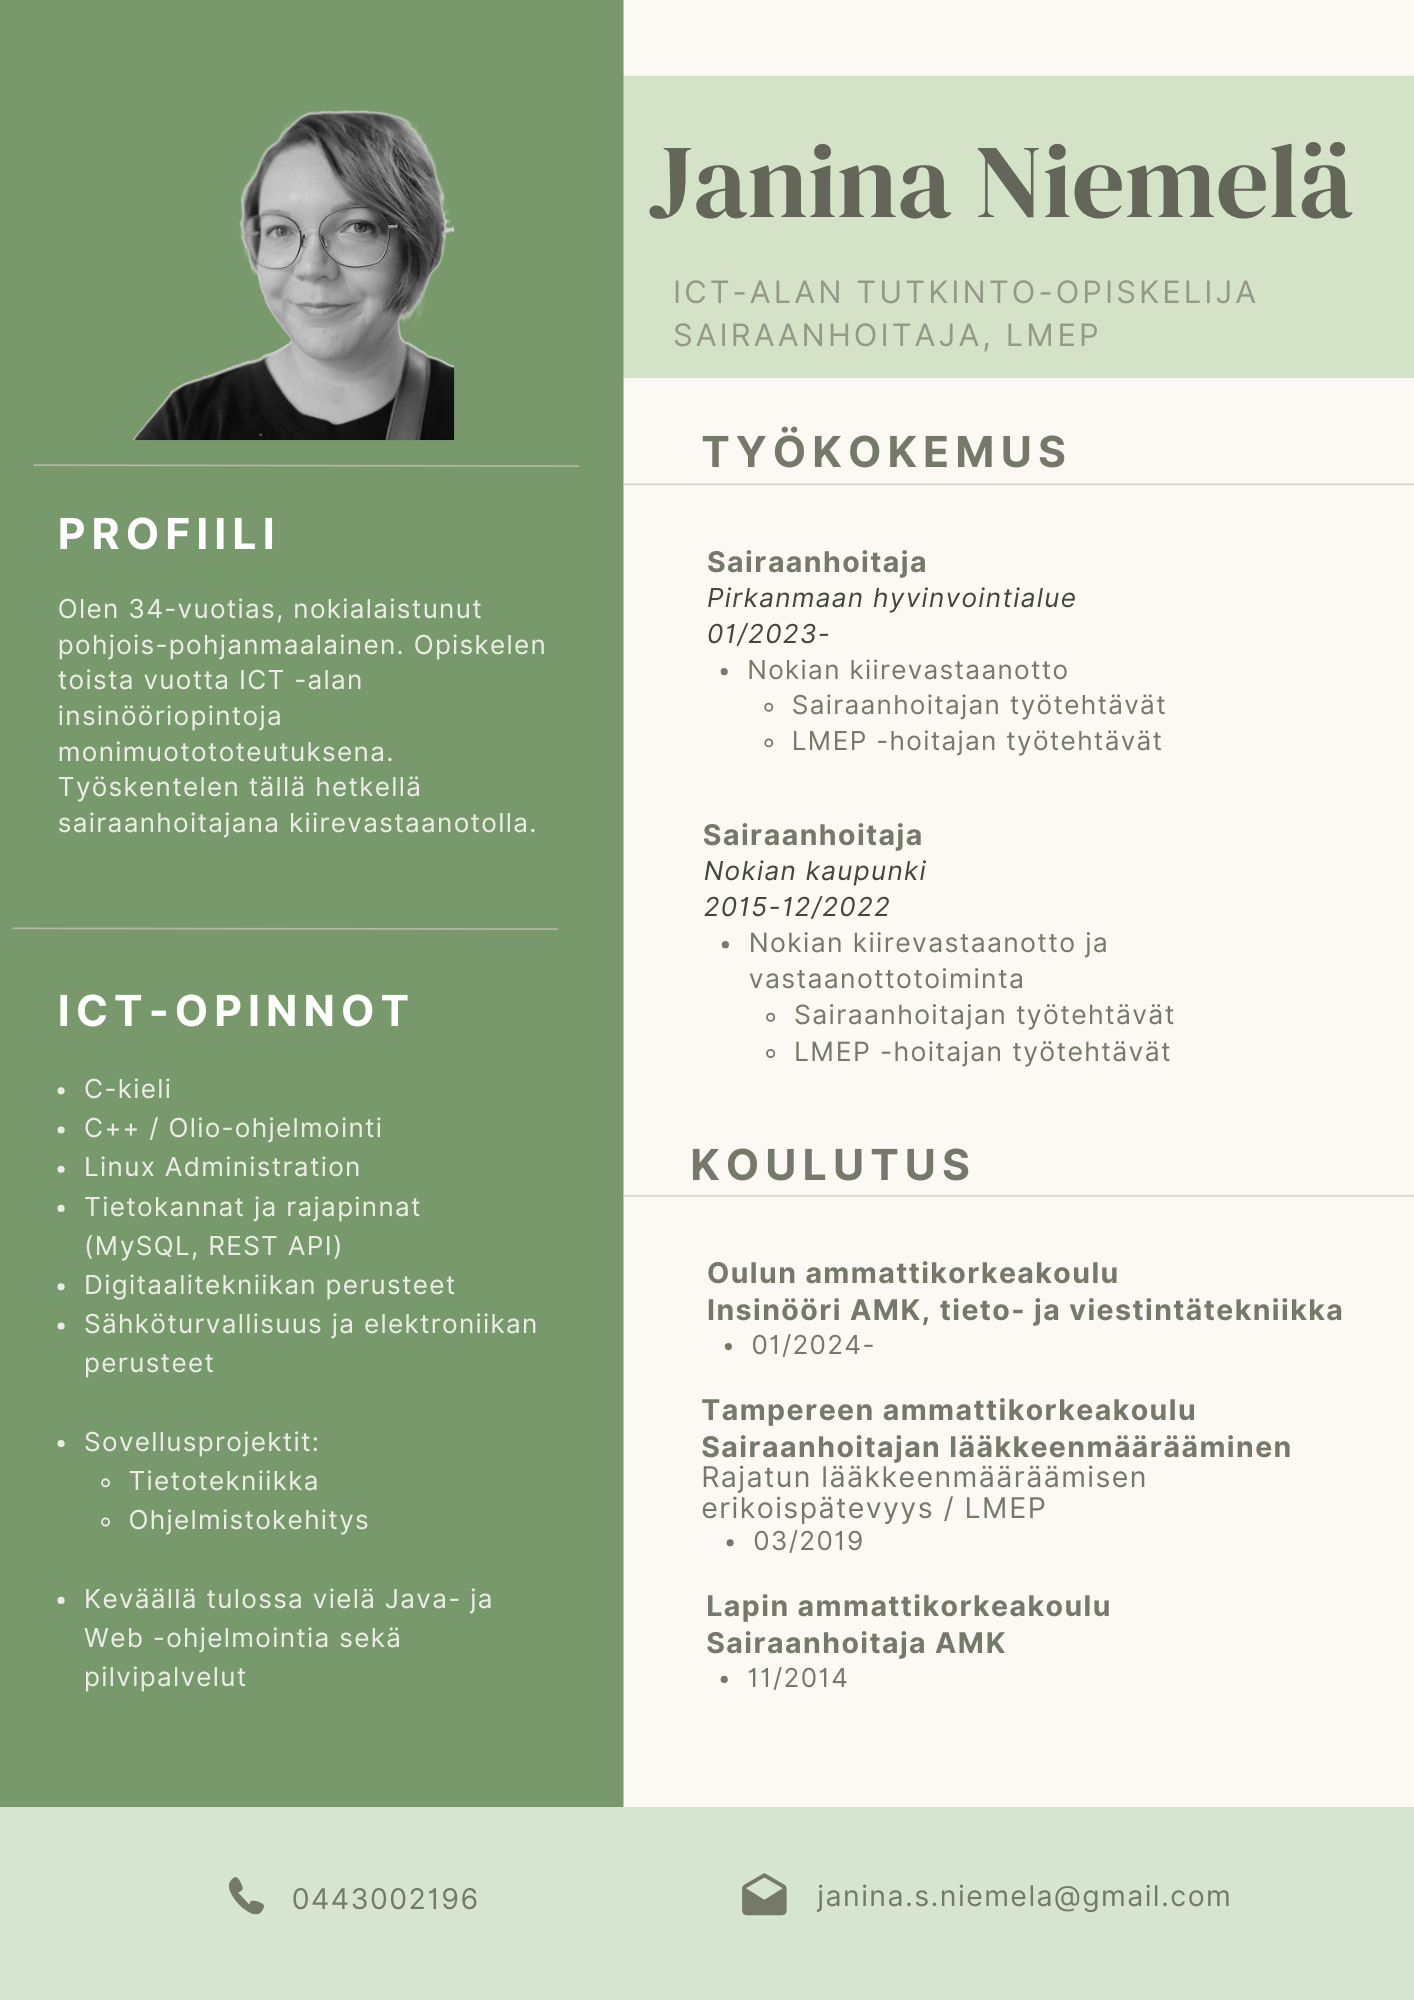 Janina Niemelä
ICT-ALAN TUTKINTO-OPISKELIJA
SAIRAANHOITAJA, LMEP
PROFIILI
Olen 34-vuotias, nokialaistunut
pohjois-pohjanmaalainen. Opiskelen
toista vuotta ICT -alan
insinööriopintoja
monimuotototeutuksena.
Työskentelen tällä hetkellä
sairaanhoitajana kiirevastaanotolla.
ICT-OPINNOT
• C-kieli
• C++ / Olio-ohjelmointi
• Linux Administration
• Tietokannat ja rajapinnat
(MySQL, REST API)
• Digitaalitekniikan perusteet
• Sähköturvallisuus ja elektroniikan
perusteet
• Sovellusprojektit:
◦ Tietotekniikka
◦ Ohjelmistokehitys
• Keväällä tulossa vielä Java- ja
Web -ohjelmointia sekä
pilvipalvelut
TYÖKOKEMUS
Sairaanhoitaja
Pirkanmaan hyvinvointialue
01/2023-
• Nokian kiirevastaanotto
◦ Sairaanhoitajan työtehtävät
◦ LMEP -hoitajan työtehtävät
Sairaanhoitaja
Nokian kaupunki
2015-12/2022
• Nokian kiirevastaanotto ja
vastaanottotoiminta
◦ Sairaanhoitajan työtehtävät
◦ LMEP -hoitajan työtehtävät
KOULUTUS
Oulun ammattikorkeakoulu
Insinööri AMK, tieto- ja viestintätekniikka
• 01/2024-
Tampereen ammattikorkeakoulu
Sairaanhoitajan lääkkeenmäärääminen
Rajatun lääkkeenmääräämisen
erikoispätevyys / LMEP
• 03/2019
Lapin ammattikorkeakoulu
Sairaanhoitaja AMK
• 11/2014
0443002196
janina.s.niemela@gmail.com